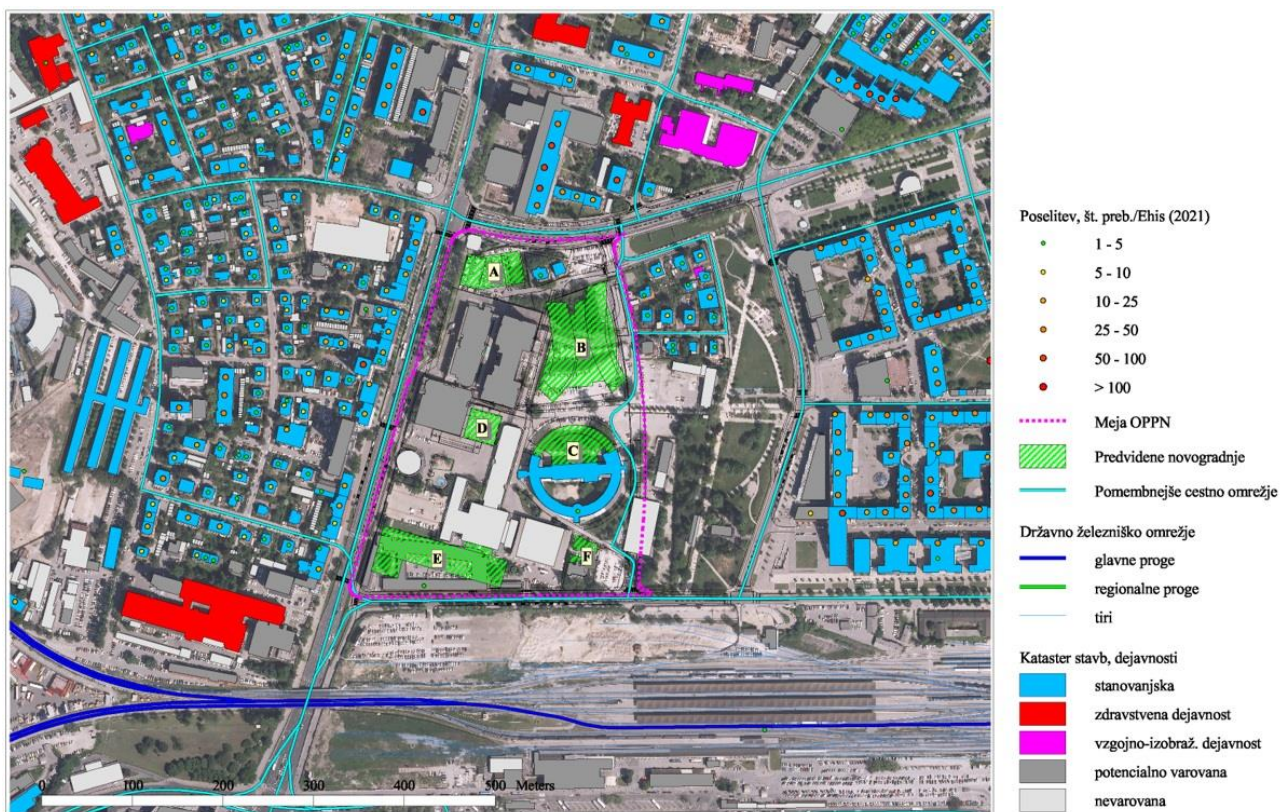 A
B
D
C
E
F
0 100 200 300 400 500 Meters
Poselitev, št. preb./Ehis (2021)
1 - 5
5 - 10
10 - 25
25 - 50
50 - 100
> 100
Meja OPPN
Predvidene novogradnje
Pomembnejše cestno omrežje
Državno železniško omrežje
glavne proge
regionalne proge
tiri
Kataster stavb, dejavnosti
stanovanjska
zdravstvena dejavnost
vzgojno-izobraž. dejavnost
potencialno varovana
nevarovana